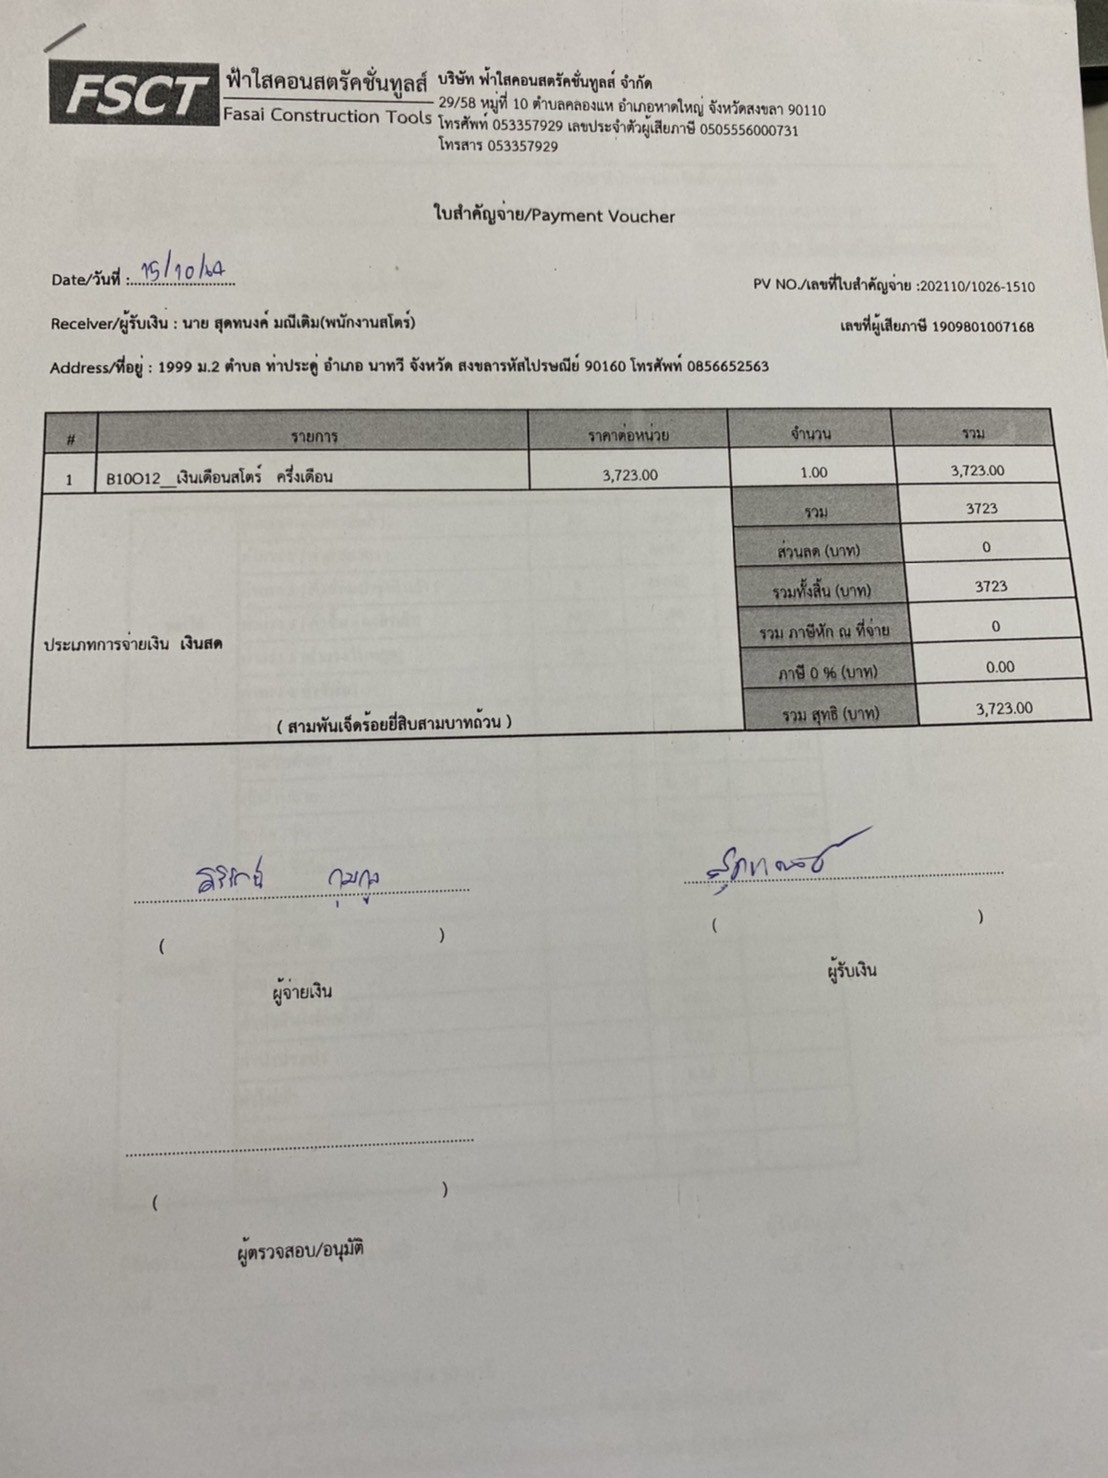 FSCT
ฟ้าใสคอนสตรัคชั่นทูลส์
Fasai Construction Tools
บริษัท ฟ้าใสคอนสตรัคชั่นทูลส์ จำกัด
29/58 หมู่ที่ 10 ตำบลคลองแห อำเภอหาดใหญ่ จังหวัดสงขลา 90110
โทรศัพท์ 053357929 เลขประจำตัวผู้เสียภาษี 0505556000731
โทรสาร 053357929
ใบสำคัญจ่าย/Payment Voucher
Date/วันที่ : 15/10/64
PV NO./เลขที่ใบสำคัญจ่าย :202110/1026-1510
Receiver/ผู้รับเงิน : นาย สุดทนงค์ มณีเติม(พนักงานสโตร์)
เลขที่ผู้เสียภาษี 1909801007168
Address/ที่อยู่ : 1999 ม.2 ตำบล ท่าประดู่ อำเภอ นาทวี จังหวัด สงขลารหัสไปรษณีย์ 90160 โทรศัพท์ 0856652563
# รายการ ราคาต่อหน่วย จำนวน รวม
1 B10O12__เงินเดือนสโตร์ ครึ่งเดือน 3,723.00 1.00 3,723.00
รวม 3723
ส่วนลด (บาท) 0
รวมทั้งสิ้น (บาท) 3723
รวม ภาษีหัก ณ ที่จ่าย 0
ประเภทการจ่ายเงิน เงินสด
ภาษี 0 % (บาท) 0.00
( สามพันเจ็ดร้อยยี่สิบสามบาทถ้วน )
รวม สุทธิ (บาท) 3,723.00
( )
( )
ผู้จ่ายเงิน
ผู้รับเงิน
( )
ผู้ตรวจสอบ/อนุมัติ